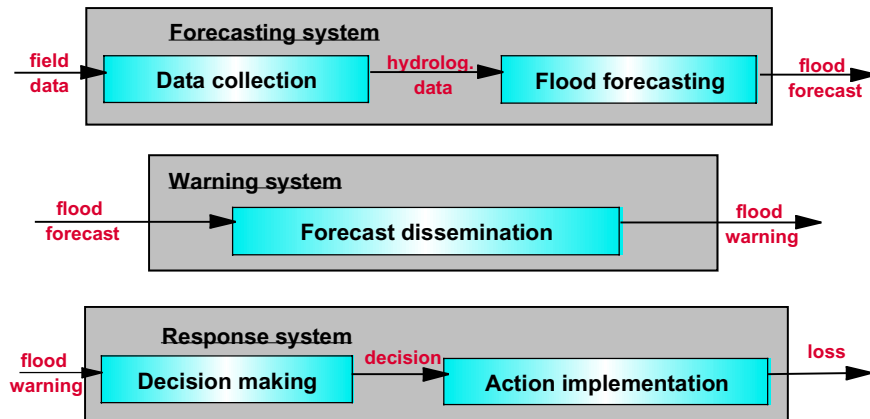 Forecasting system
field
data
Data collection
hydrolog.
data
Flood forecasting
flood
forecast
Warning system
flood
forecast
Forecast dissemination
flood
warning
Response system
flood
warning
Decision making
decision
Action implementation
loss